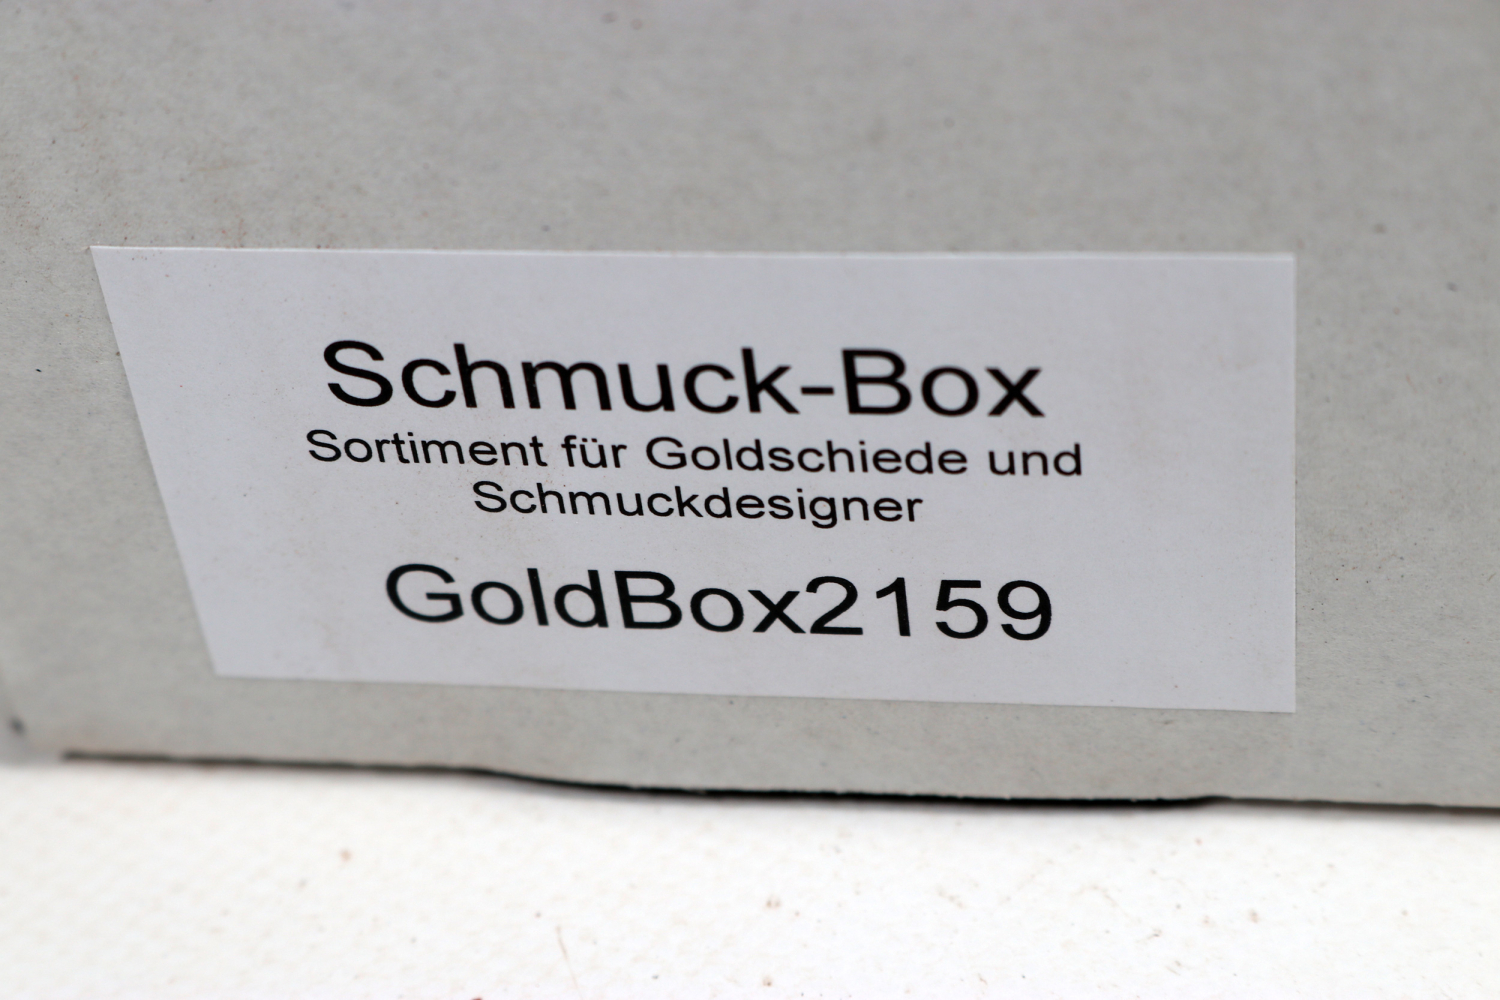 Schmuck-Box
Sortiment für Goldschiede und
Schmuckdesigner
GoldBox2159